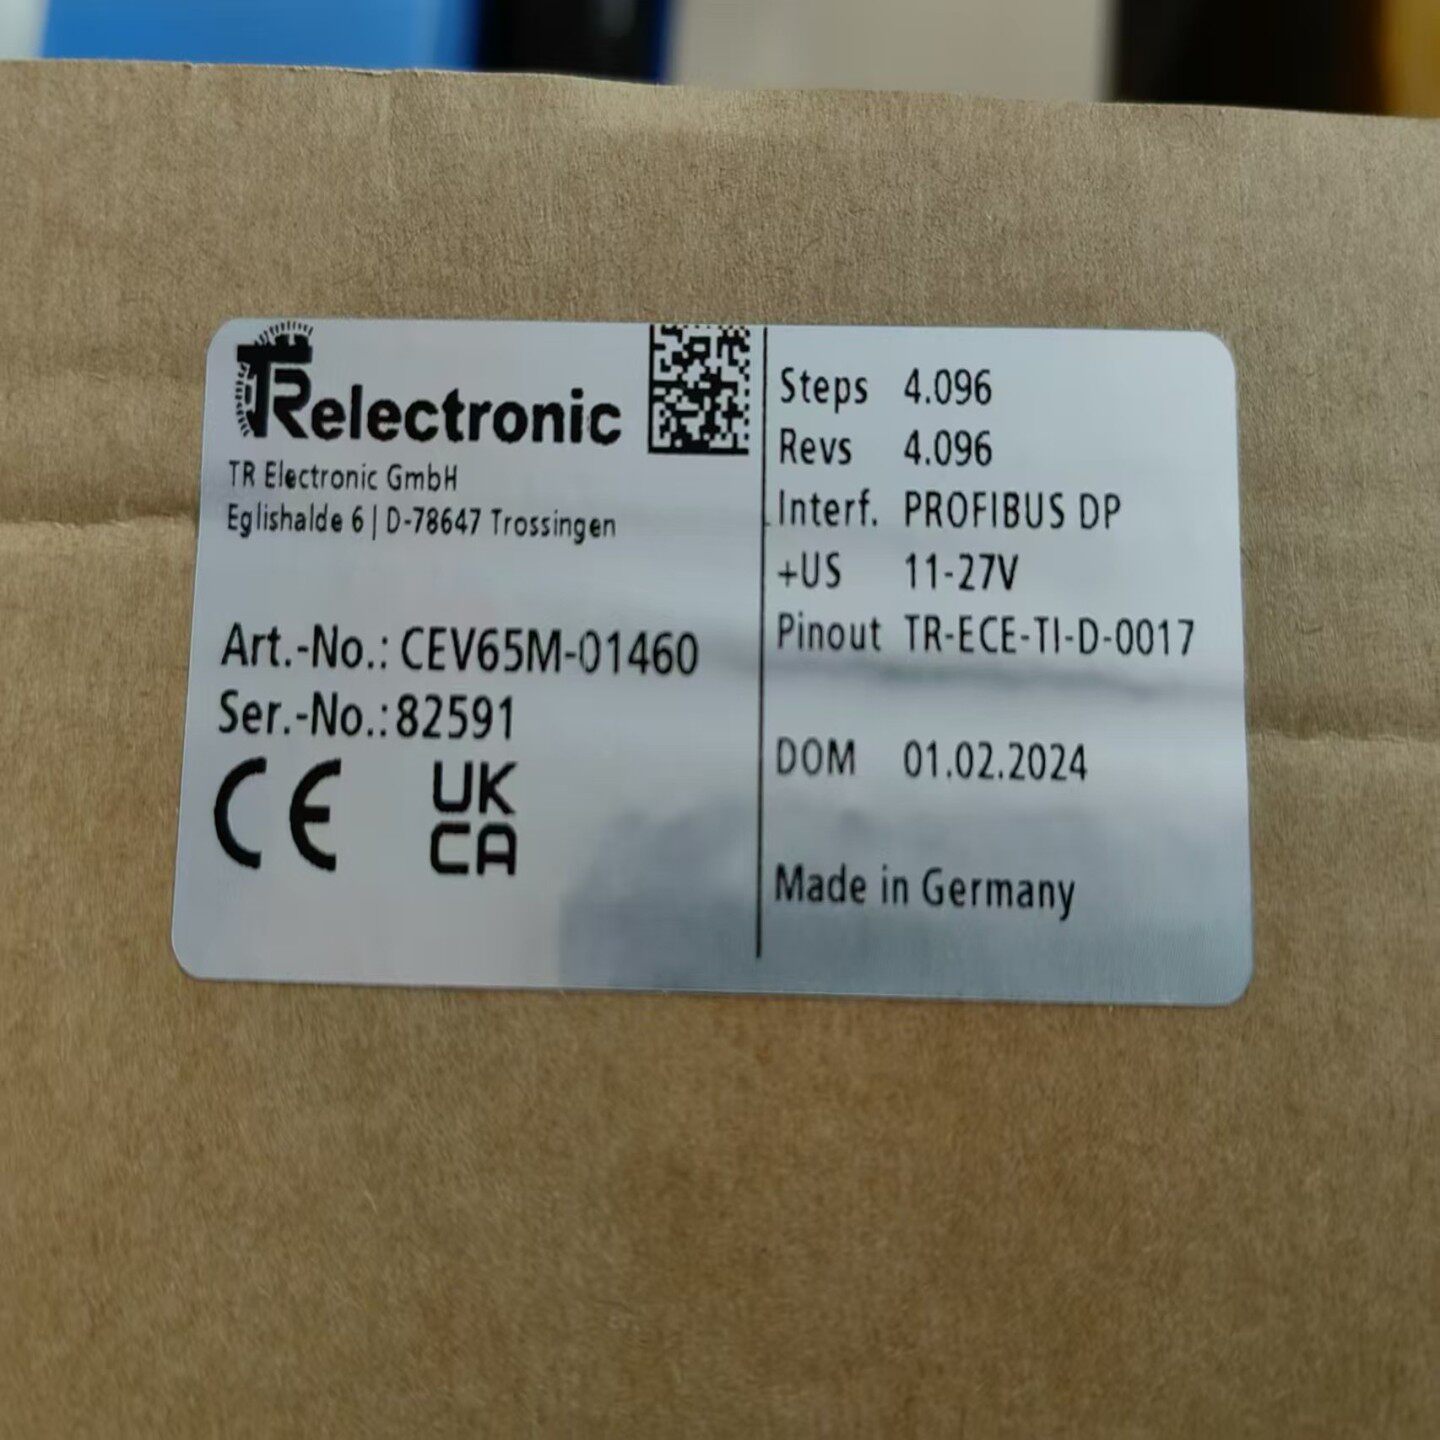 TRelectronic
TR Electronic GmbH
Eglishalde 6 | D-78647 Trossingen
Art.-No.: CEV65M-01460
Ser.-No.: 82591
CE
UK
CA
Steps 4.096
Revs 4.096
Interf. PROFIBUS DP
+US 11-27V
Pinout TR-ECE-TI-D-0017
DOM 01.02.2024
Made in Germany